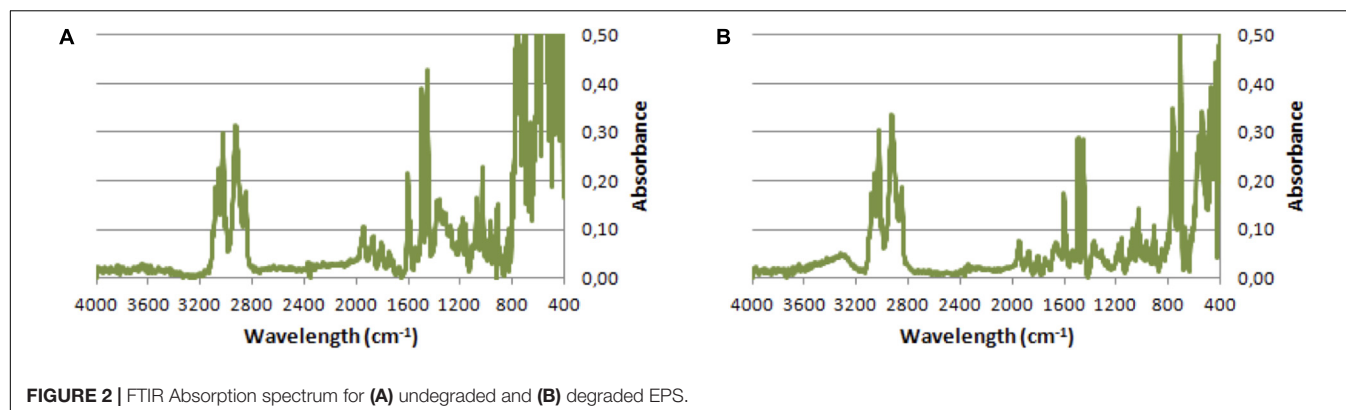 A
0,50
0,40
0,30
0,20
0,10
0,00
Absorbance
4000 3600 3200 2800 2400 2000 1600 1200 800 400
Wavelength (cm-1)
B
0,50
0,40
0,30
0,20
0,10
0,00
Absorbance
4000 3600 3200 2800 2400 2000 1600 1200 800 400
Wavelength (cm-1)
FIGURE 2 | FTIR Absorption spectrum for (A) undegraded and (B) degraded EPS.